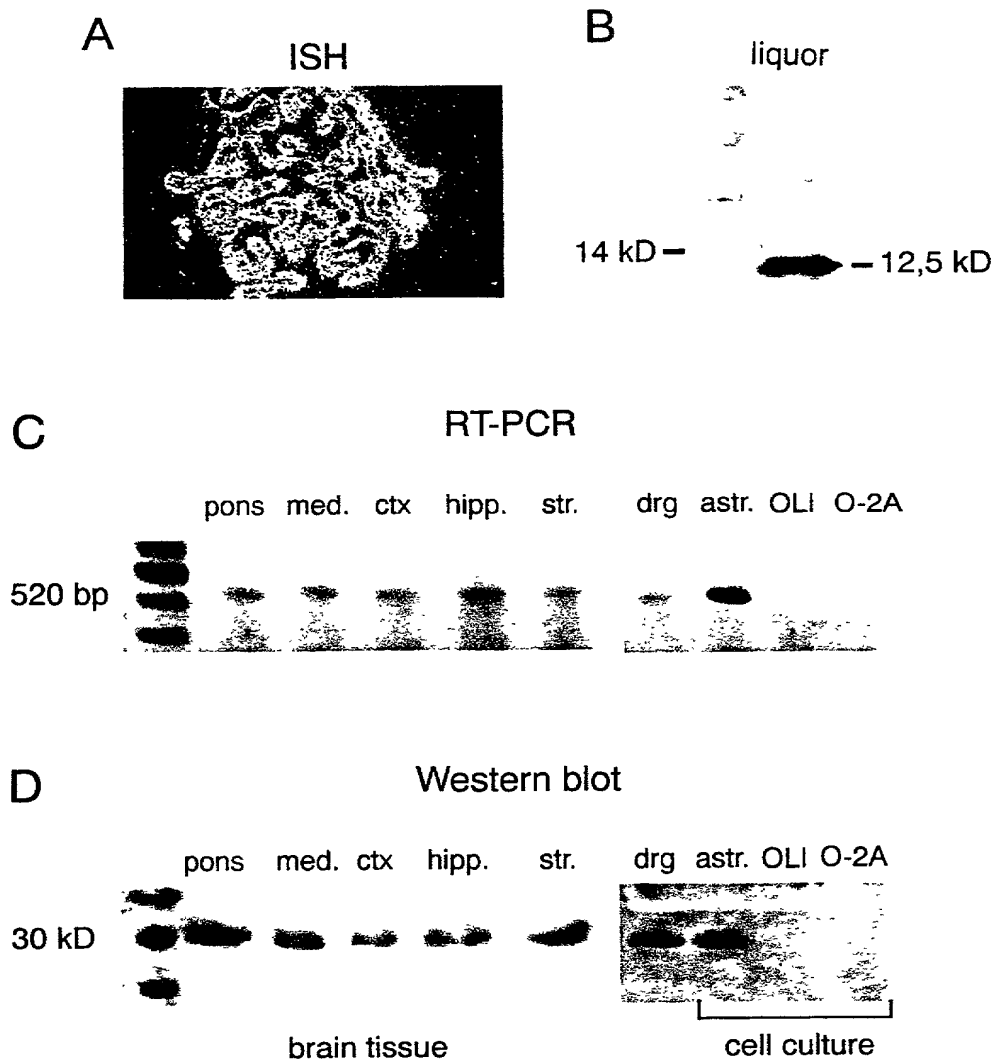 A
ISH
B
liquor
14 kD
12,5 kD
C
RT-PCR
pons med. ctx hipp. str. drg astr. OLI O-2A
520 bp
D
Western blot
pons med. ctx hipp. str. drg astr. OLI O-2A
30 kD
brain tissue
cell culture